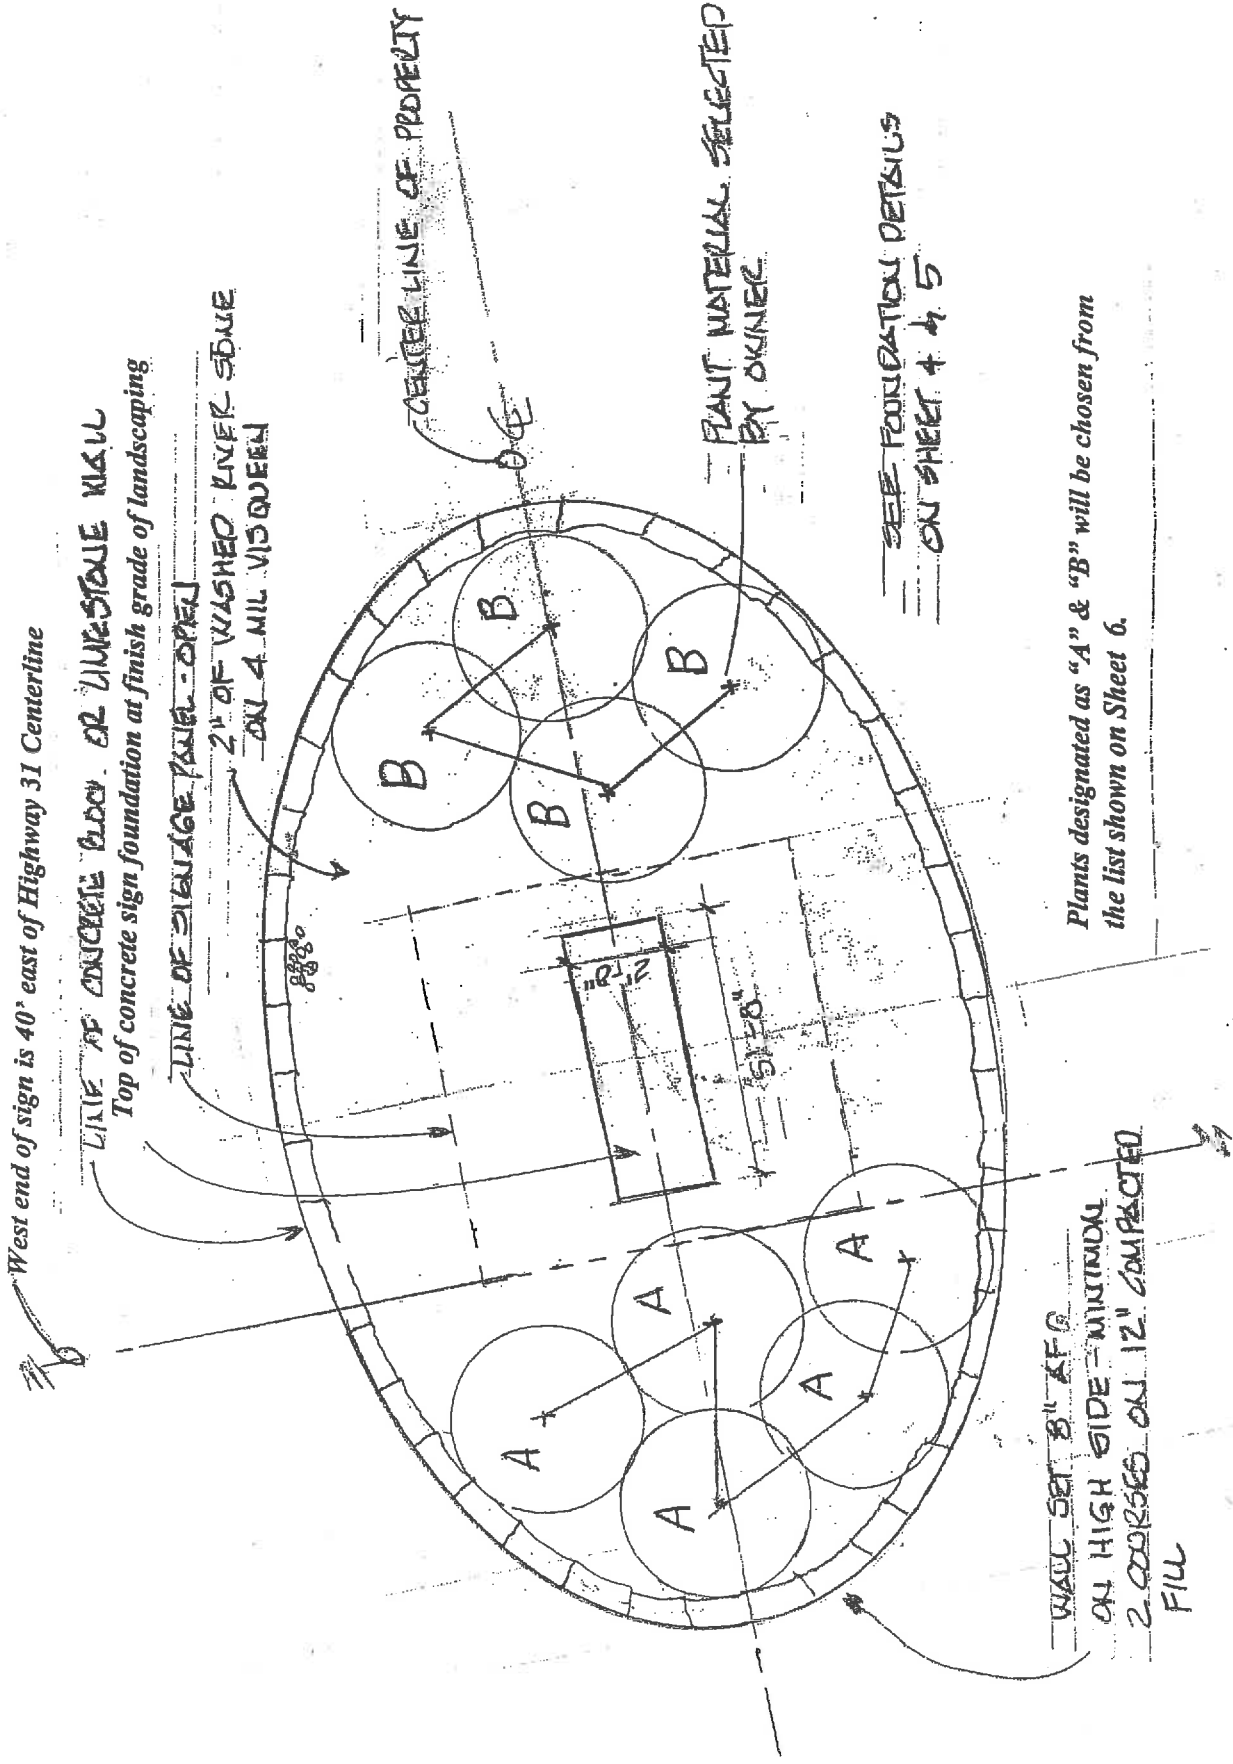 West end of sign is 40' east of Highway 31 Centerline
LINE OF CONCRETE BLOCK OR LIMESTONE WALL
Top of concrete sign foundation at finish grade of landscaping
LINE OF SIGNAGE PANEL - OPEN
2" OF WASHED RIVER STONE
ON 4 MIL VISQUEEN
CENTER LINE OF PROPERTY
PLANT MATERIAL SELECTED
BY OWNER
SEE FOUNDATION DETAILS
ON SHEET 4 & 5
B
B
B
B
2'-8"
5'-8"
A
A
A
A
A
WALL SET 8" AFG
ON HIGH SIDE - MINIMUM
2 COURSES ON 12" COMPACTED
FILL
Plants designated as "A" & "B" will be chosen from
the list shown on Sheet 6.